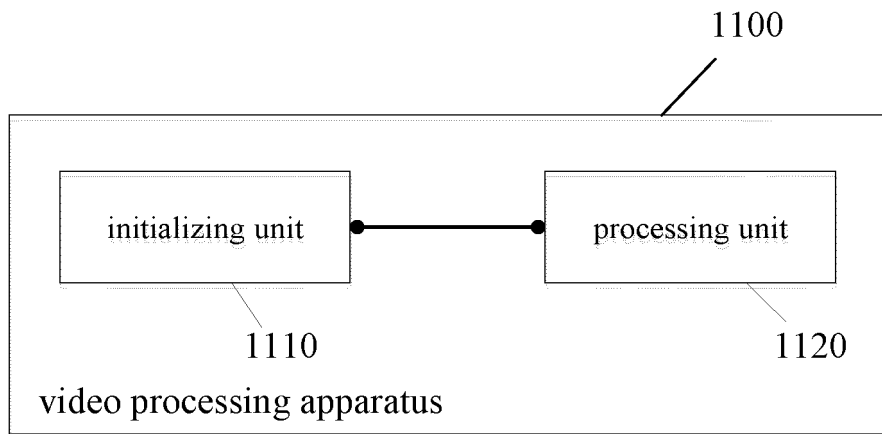 1100
initializing unit
processing unit
1110
1120
video processing apparatus